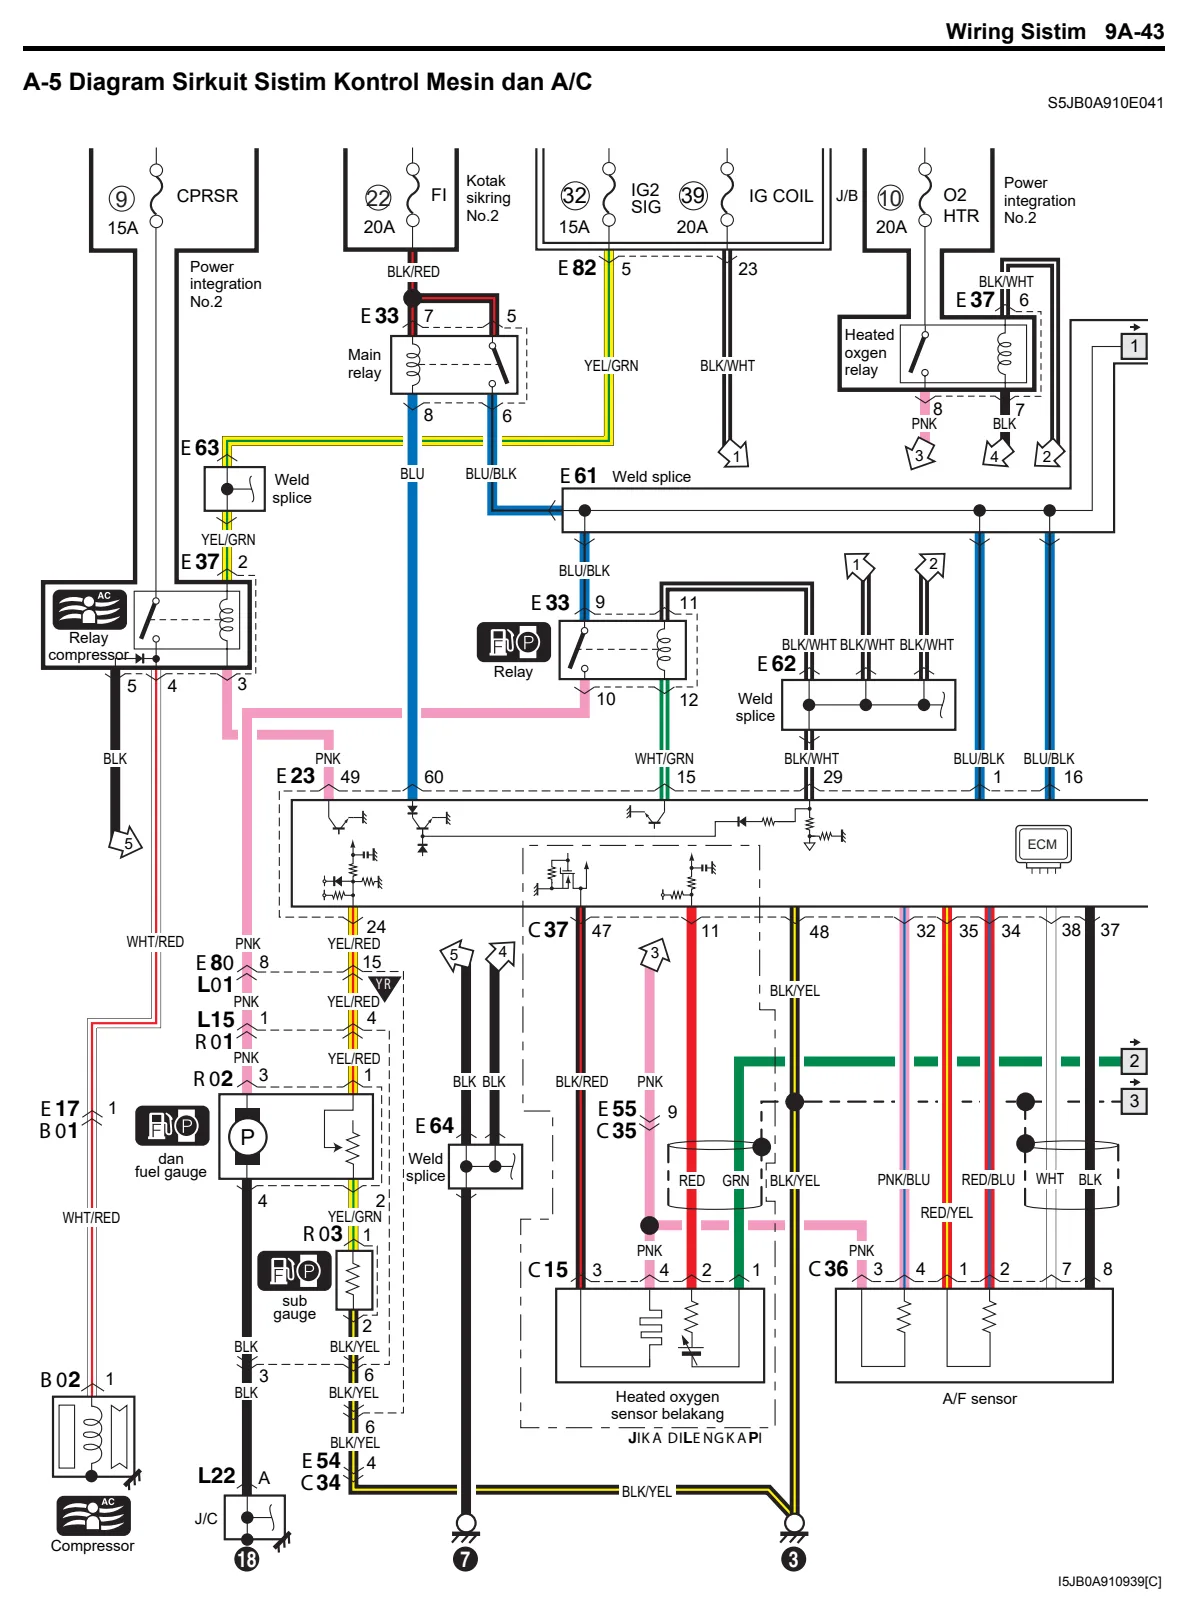 Wiring Sistim 9A-43
A-5 Diagram Sirkuit Sistim Kontrol Mesin dan A/C
S5JB0A910E041
9 CPRSR
15A
Power
integration
No.2
22 FI
20A
Kotak
sikring
No.2
32 IG2
SIG
15A
39 IG COIL
20A
J/B
10 O2
HTR
20A
Power
integration
No.2
BLK/RED
E 82 5 23
BLK/WHT
E 37 6
E 33 7 5
Main
relay
8 6
YEL/GRN
BLK/WHT
Heated
oxgen
relay
1
8 7
PNK BLK
1 3 4 2
E 63
Weld
splice
BLU
BLU/BLK
E 61 Weld splice
YEL/GRN
E 37 2
AC
Relay
compressor
5 4 3
BLU/BLK
E 33 9 11
F P
Relay
10 12
1 2
BLK/WHT BLK/WHT BLK/WHT
E 62
Weld
splice
BLK
PNK
WHT/GRN
BLK/WHT
BLU/BLK BLU/BLK
E 23 49 60 15 29 1 16
5
ECM
24
C 37 47 11 48 32 35 34 38 37
WHT/RED
PNK
YEL/RED
5 4 3
E 80 8 15
L01
YR
BLK/YEL
PNK YEL/RED
L15 1 4
R 01
PNK YEL/RED
2
R 02 3 1
BLK BLK
BLK/RED
PNK
3
E 17 1
B 01
F P
dan
fuel gauge
P
E 64
Weld
splice
E 55 9
C 35
4 2
RED GRN BLK/YEL
PNK/BLU RED/BLU WHT BLK
RED/YEL
WHT/RED
YEL/GRN
R 03 1
F P
sub
gauge
2
PNK
PNK
C 15 3 4 2 1
C 36 3 4 1 2 7 8
BLK BLK/YEL
3 6
BLK BLK/YEL
B 02 1
Heated oxygen
sensor belakang
A/F sensor
JIKA DILENGKAPI
6
BLK/YEL
E 54 4
C 34
L22 A
BLK/YEL
J/C
AC
Compressor
18 7 3
I5JB0A910939[C]